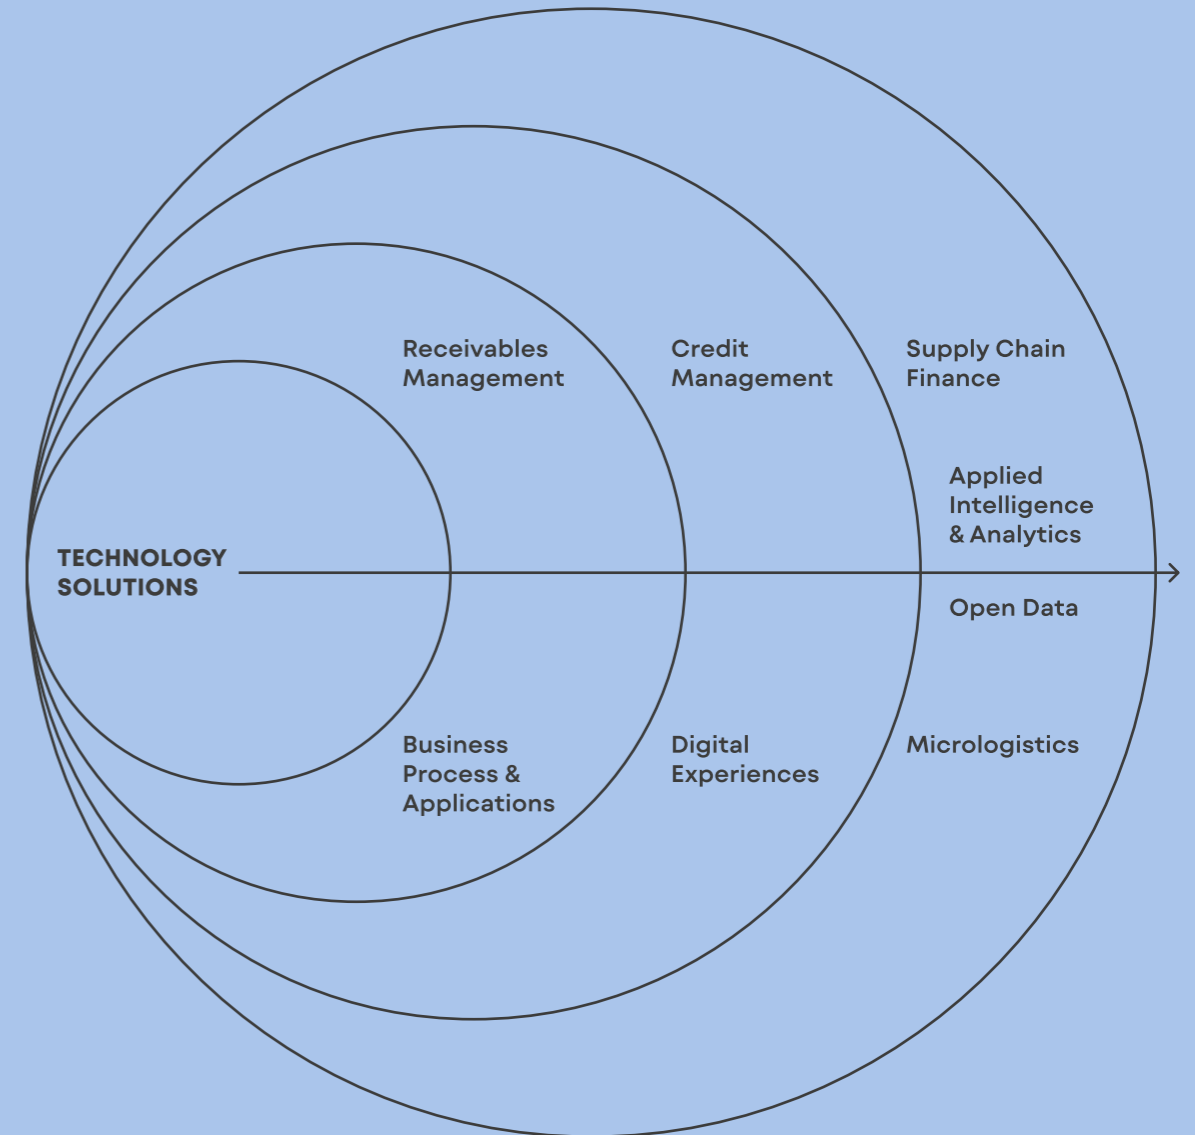 Receivables
Management
Credit
Management
Supply Chain
Finance
Applied
Intelligence
& Analytics
TECHNOLOGY
SOLUTIONS
Open Data
Business
Process &
Applications
Digital
Experiences
Micrologistics